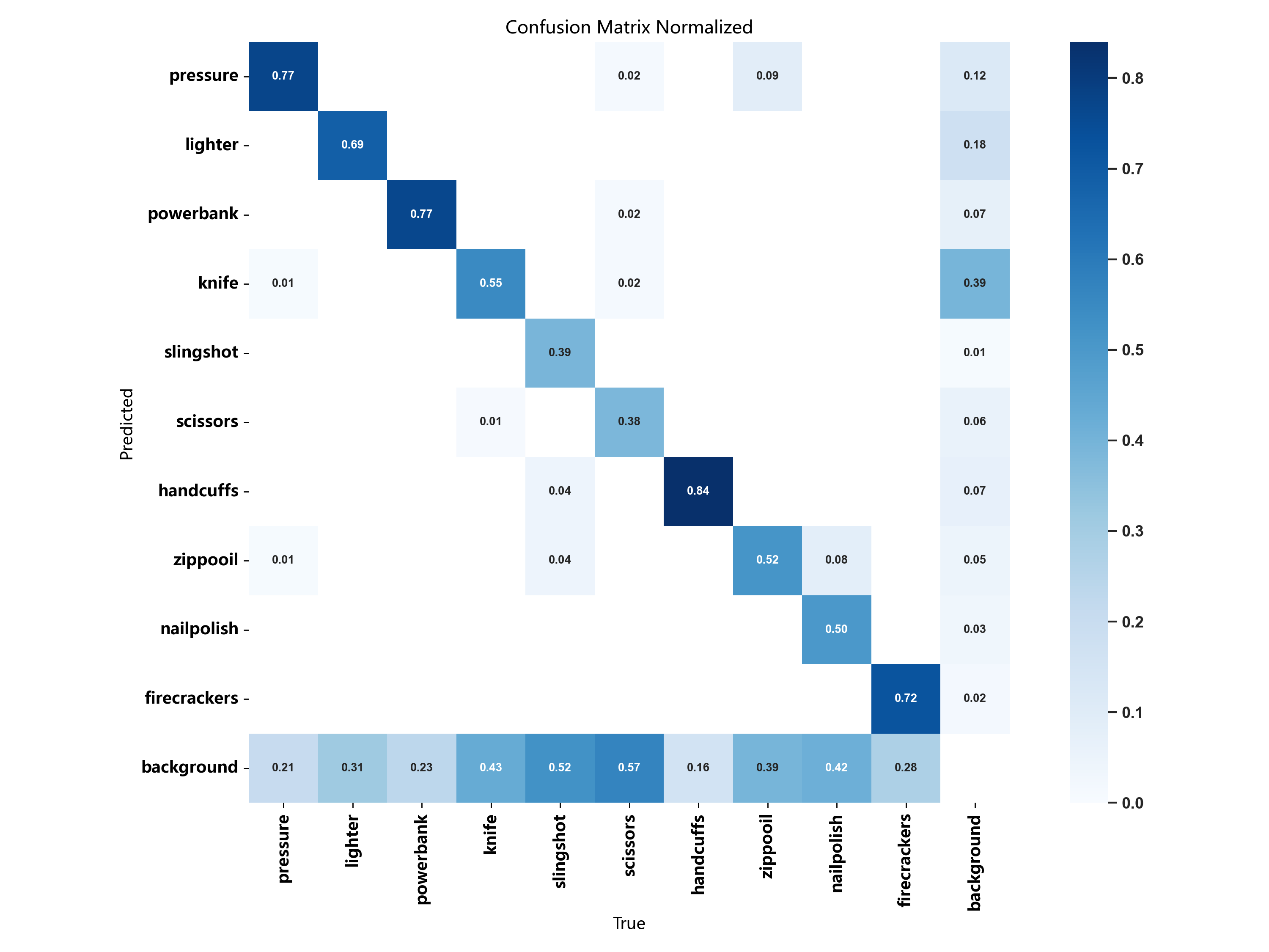 Confusion Matrix Normalized
pressure 0.77 0.02 0.09 0.12
lighter 0.69 0.18
powerbank 0.77 0.02 0.07
knife 0.01 0.55 0.02 0.39
slingshot 0.39 0.01
scissors 0.01 0.38 0.06
handcuffs 0.04 0.84 0.07
zippooil 0.01 0.04 0.52 0.08 0.05
nailpolish 0.50 0.03
firecrackers 0.72 0.02
background 0.21 0.31 0.23 0.43 0.52 0.57 0.16 0.39 0.42 0.28
Predicted
pressure lighter powerbank knife slingshot scissors handcuffs zippooil nailpolish firecrackers background
True
0.8
0.7
0.6
0.5
0.4
0.3
0.2
0.1
0.0